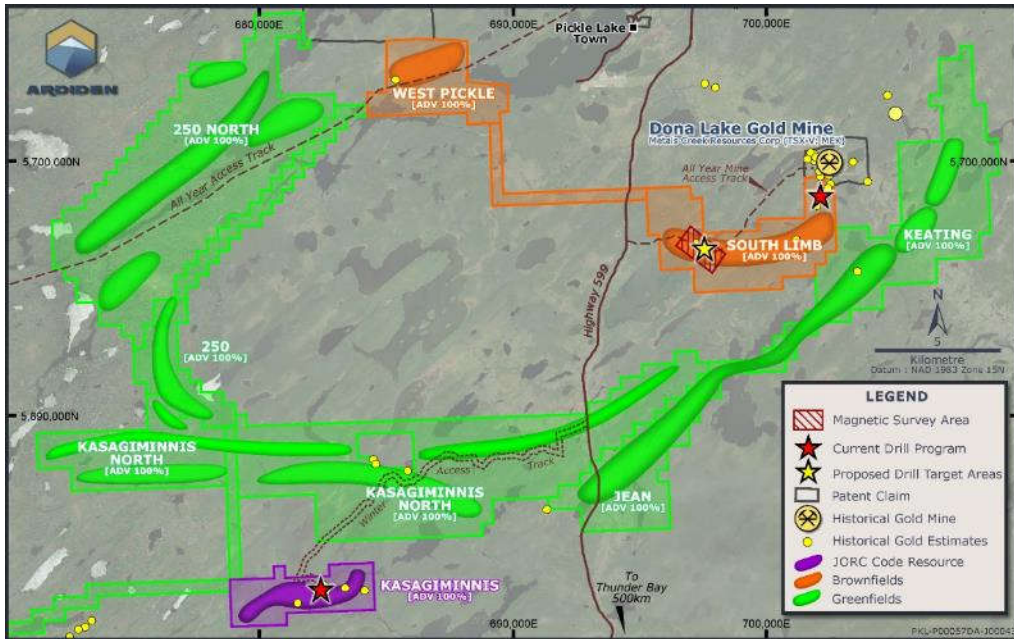 680,000E
690,000E
700,000E
ARDIDEN
Pickle Lake
Town
WEST PICKLE
[ADV 100%]
250 NORTH
[ADV 100%]
All Year Access Track
Dona Lake Gold Mine
Metals Creek Resources Corp [TSX-V: MEK]
5,700,000N
5,700,000N
All Year Mine
Access Track
SOUTH LÎMB
[ADV 100%]
KEATING
[ADV 100%]
Highway 599
N
5
Kilometre
Datum : NAD 1983 Zone 15N
250
[ADV 100%]
5,690,000N
KASAGIMINNIS
NORTH
[ADV 100%]
Winter Access Track
KASAGIMINNIS
NORTH
[ADV 100%]
JEAN
[ADV 100%]
KASAGIMINNIS
[ADV 100%]
To
Thunder Bay
500km
LEGEND
Magnetic Survey Area
Current Drill Program
Proposed Drill Target Areas
Patent Claim
Historical Gold Mine
Historical Gold Estimates
JORC Code Resource
Brownfields
Greenfields
680,000E
690,000E
700,000E